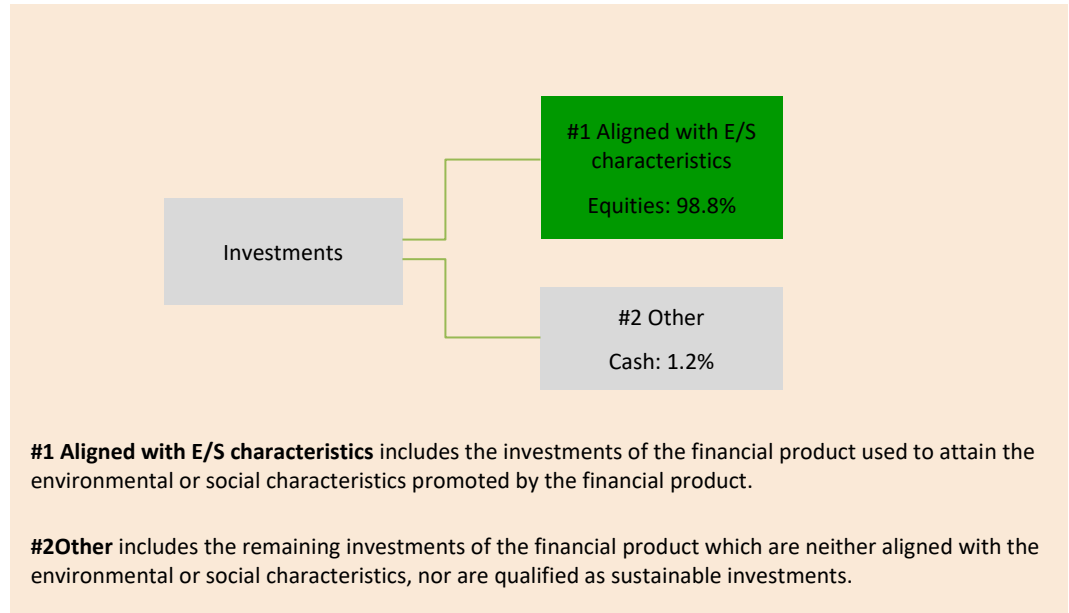 #1 Aligned with E/S
characteristics
Equities: 98.8%
Investments
#2 Other
Cash: 1.2%
#1 Aligned with E/S characteristics includes the investments of the financial product used to attain the
environmental or social characteristics promoted by the financial product.
#2Other includes the remaining investments of the financial product which are neither aligned with the
environmental or social characteristics, nor are qualified as sustainable investments.